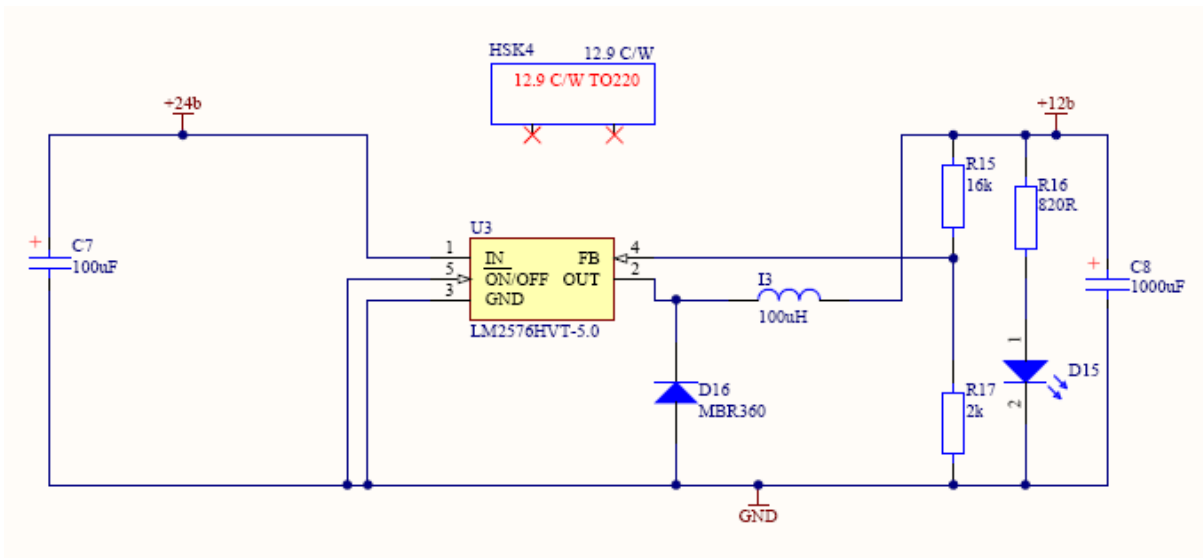 HSK4 12.9 C/W
12.9 C/W TO220
+24b
+12b
R15
16k
R16
820R
U3
C7
100uF
+
1 IN
5 ON/OFF
3 GND
FB 4
OUT 2
LM2576HVT-5.0
I3
100uH
+
C8
1000uF
D16
MBR360
R17
2k
1
2
D15
GND